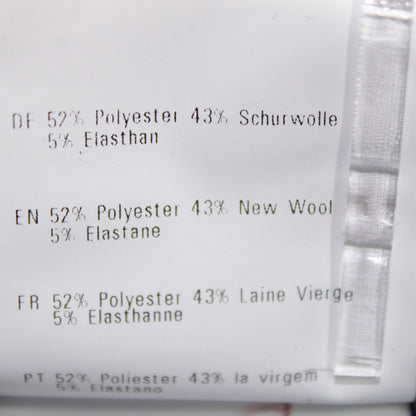 DE 52% Polyester 43% Schurwolle
5% Elasthan
EN 52% Polyester 43% New Wool
5% Elastane
FR 52% Polyester 43% Laine Vierge
5% Elasthanne
PT 52% Poliester 43% la virgem
5% Elastano